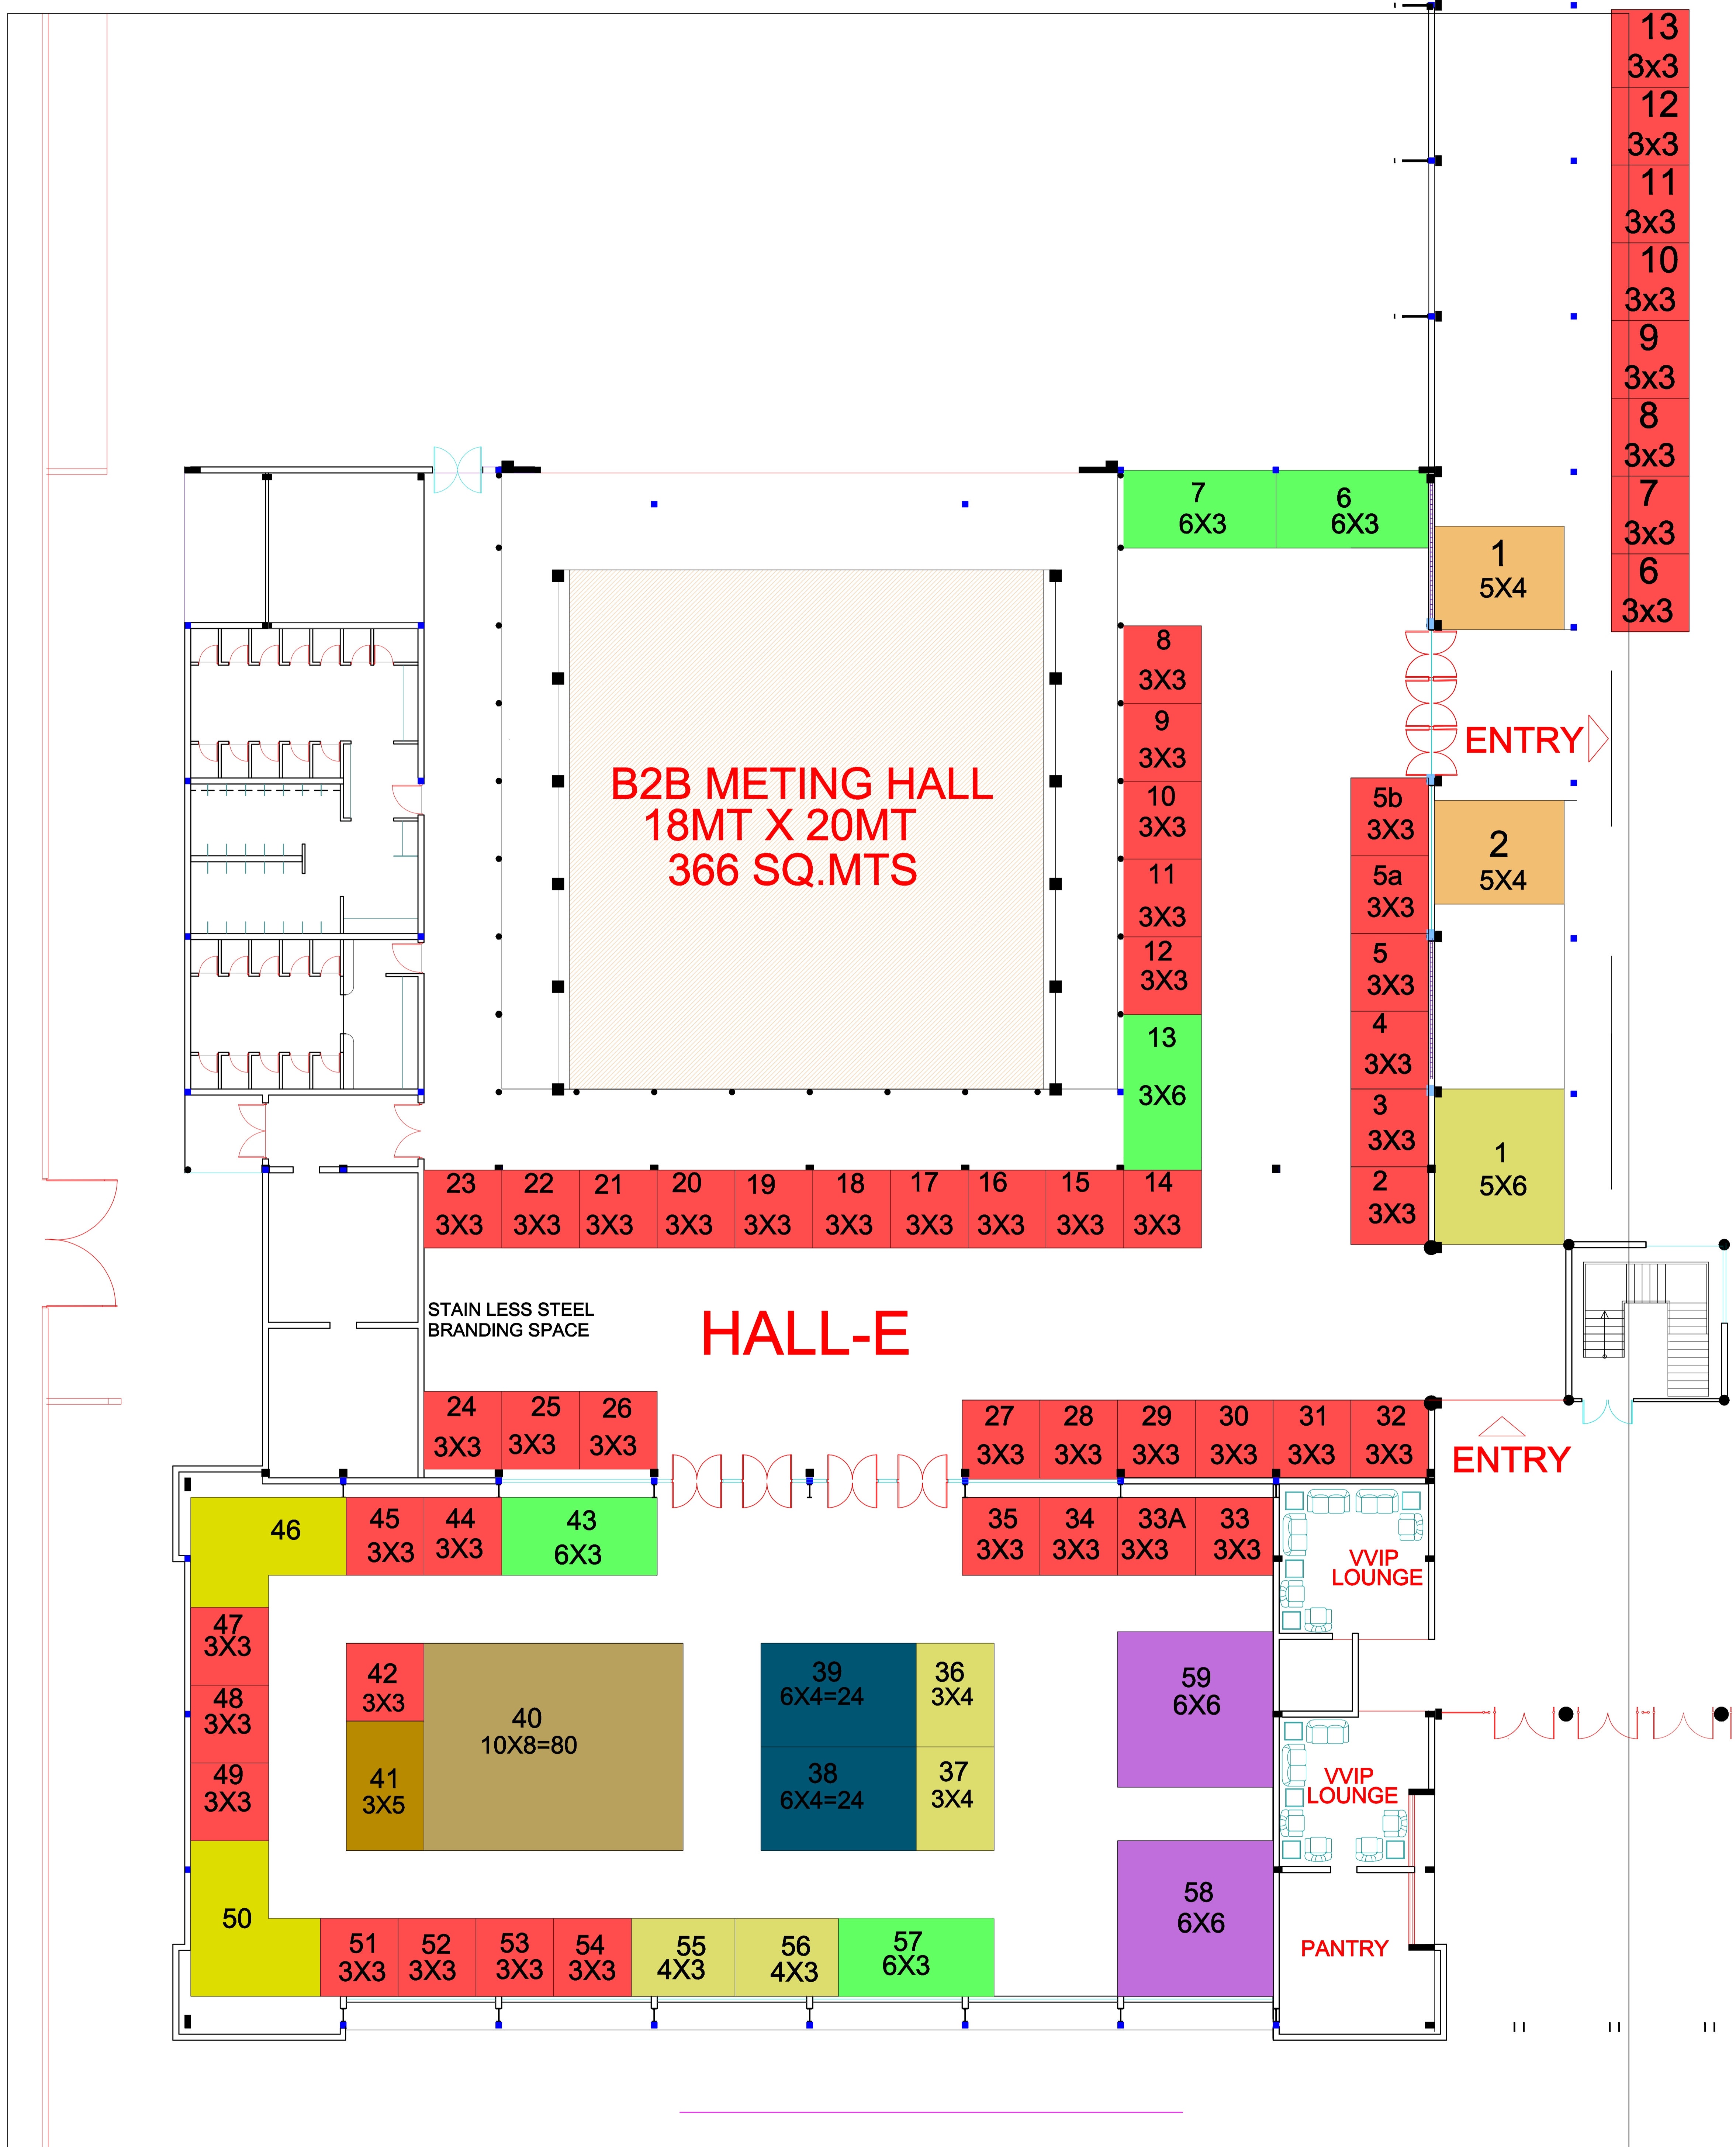 13
3x3
12
3x3
11
3x3
10
3x3
9
3x3
8
3x3
7
3x3
6
3x3
7
6X3
6
6X3
1
5X4
8
3X3
9
3X3
10
3X3
11
3X3
12
3X3
13
3X6
B2B METING HALL
18MT X 20MT
366 SQ.MTS
ENTRY
5b
3X3
5a
3X3
5
3X3
4
3X3
3
3X3
2
3X3
2
5X4
1
5X6
23
3X3
22
3X3
21
3X3
20
3X3
19
3X3
18
3X3
17
3X3
16
3X3
15
3X3
14
3X3
STAIN LESS STEEL
BRANDING SPACE
HALL-E
24
3X3
25
3X3
26
3X3
27
3X3
28
3X3
29
3X3
30
3X3
31
3X3
32
3X3
ENTRY
46
45
3X3
44
3X3
43
6X3
35
3X3
34
3X3
33A
3X3
33
3X3
VVIP
LOUNGE
47
3X3
48
3X3
49
3X3
42
3X3
41
3X5
40
10X8=80
39
6X4=24
36
3X4
38
6X4=24
37
3X4
59
6X6
VVIP
LOUNGE
50
51
3X3
52
3X3
53
3X3
54
3X3
55
4X3
56
4X3
57
6X3
58
6X6
PANTRY